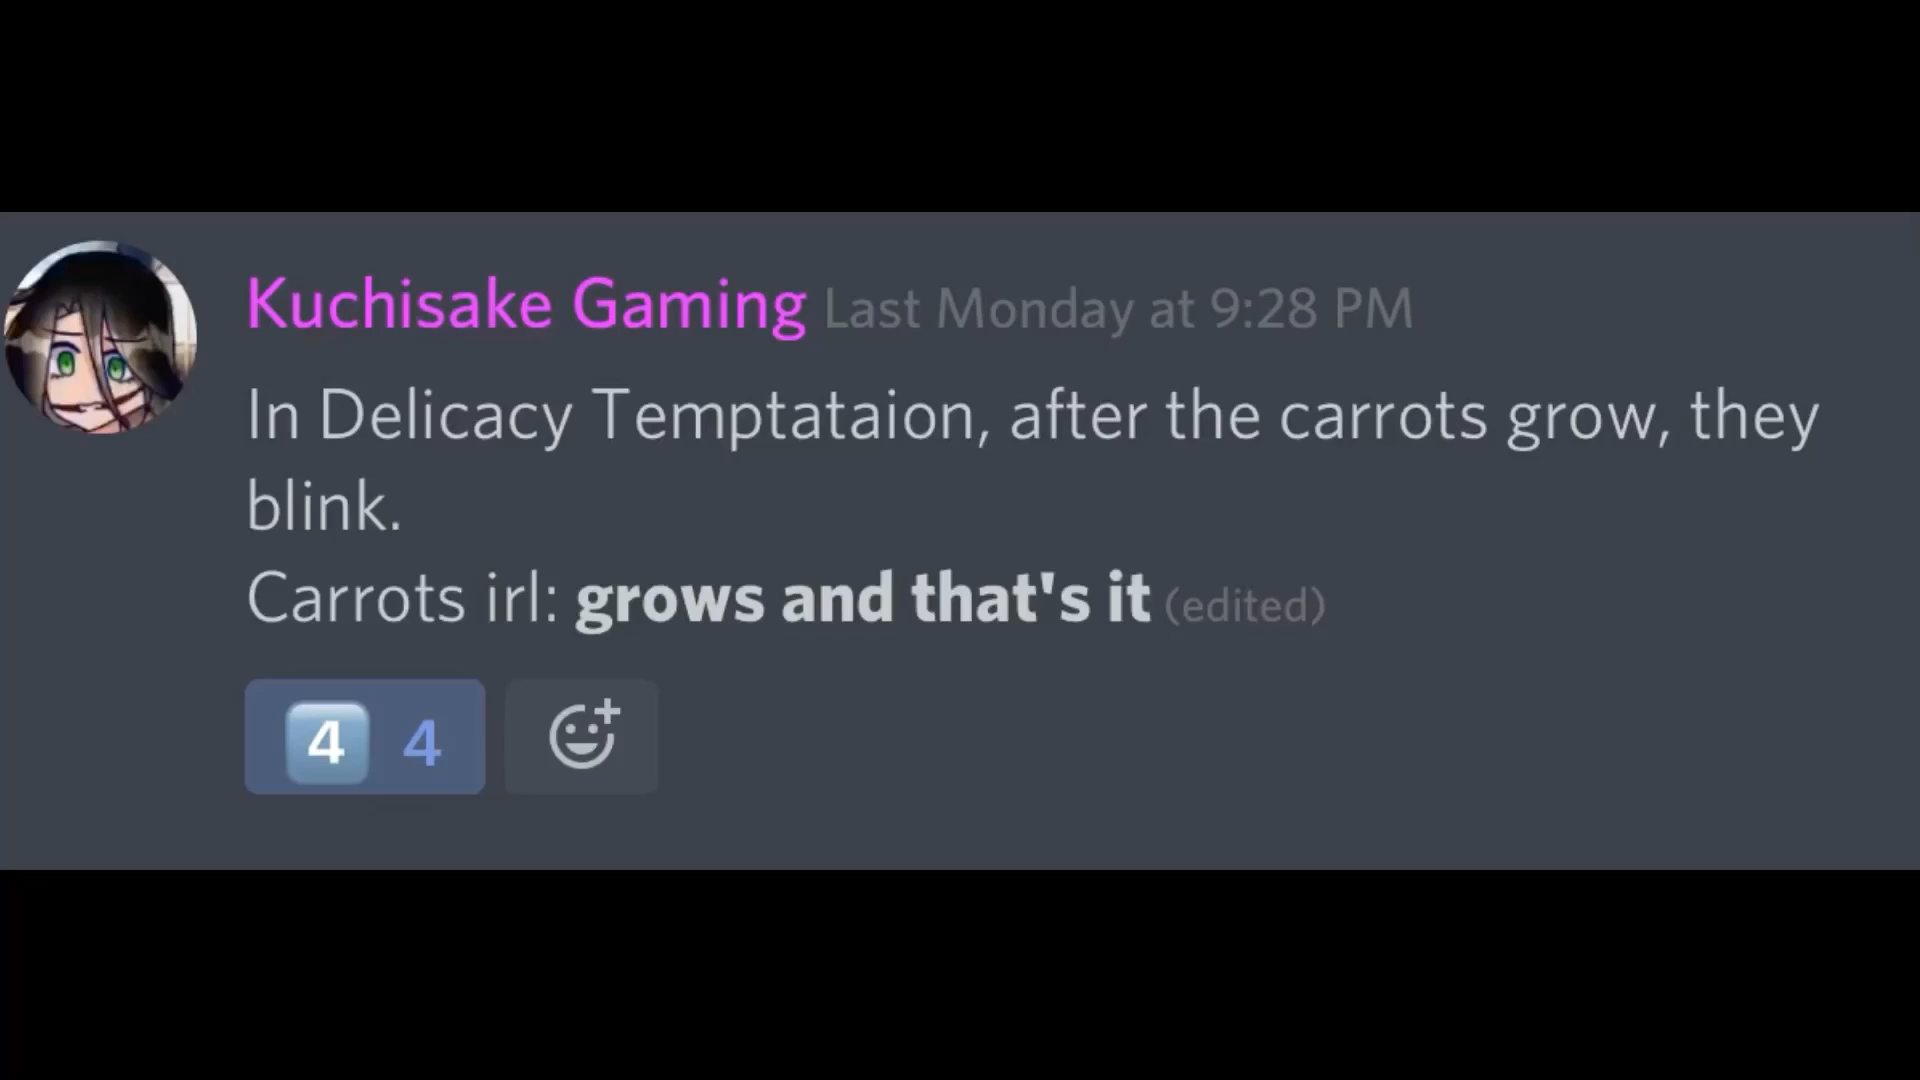 Kuchisake Gaming Last Monday at 9:28 PM
In Delicacy Temptataion, after the carrots grow, they
blink.
Carrots irl: grows and that's it (edited)
4 4